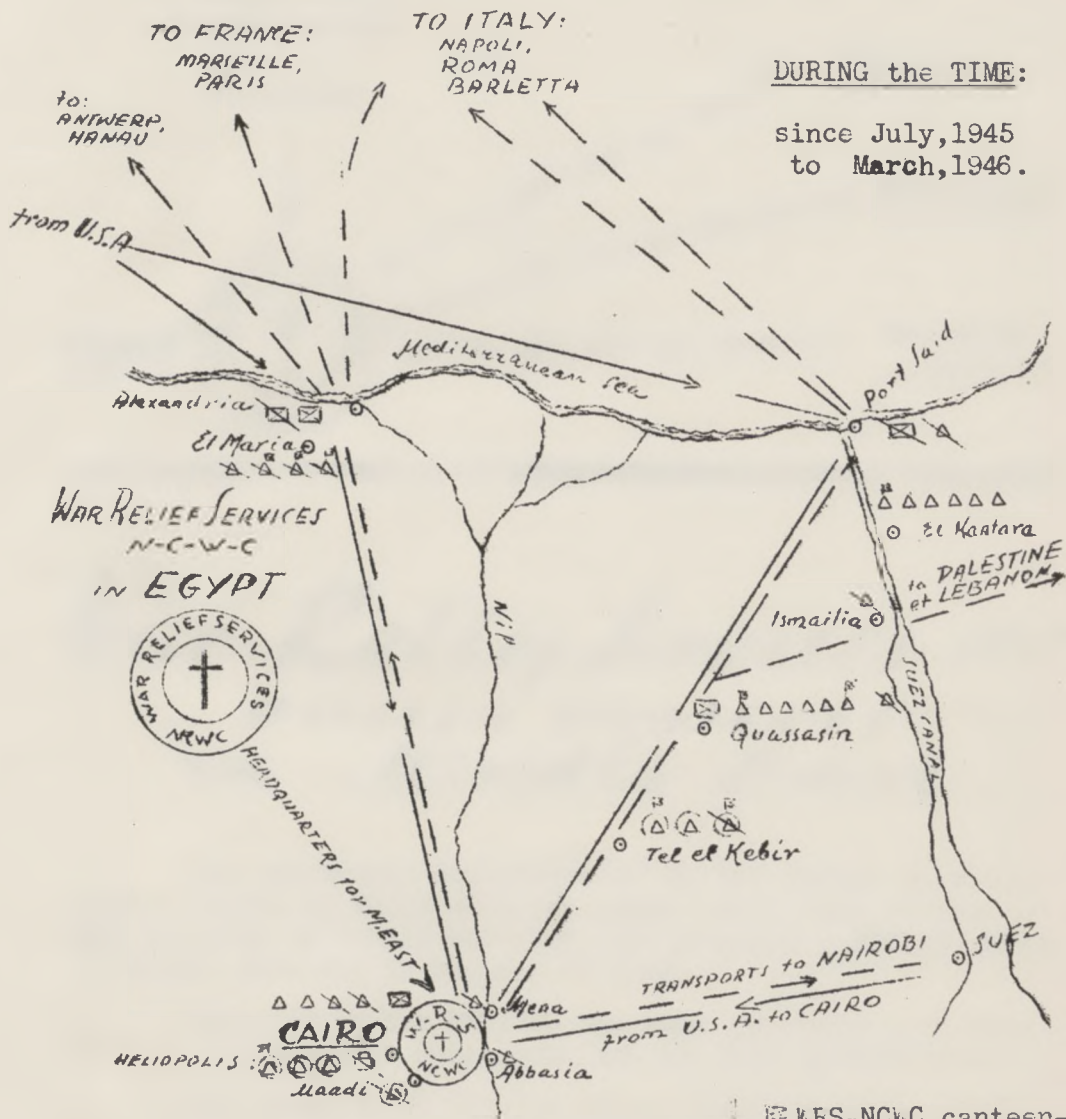 TO FRANCE:
MARSEILLE,
PARIS
TO ITALY:
NAPOLI,
ROMA
BARLETTA
DURING the TIME:
since July,1945
to March,1946.
to:
ANTWERP,
HANAU
from U.S.A
Mediterranean Sea
Port Said
Alexandria
El Maria
WAR RELIEF SERVICES
N-C-W-C
IN EGYPT
El Kantara
to PALESTINE
et LEBANON
Ismailia
WAR RELIEF SERVICES
NCWC
SUEZ CANAL
Quassasin
Tel el Kebir
HEADQUARTERS for M.EAST
SUEZ
TRANSPORTS to NAIROBI
from U.S.A. to CAIRO
Mena
CAIRO
W-R-S
NCWC
HELIOPOLIS:
Abbasia
Maadi
NCWC canteen-